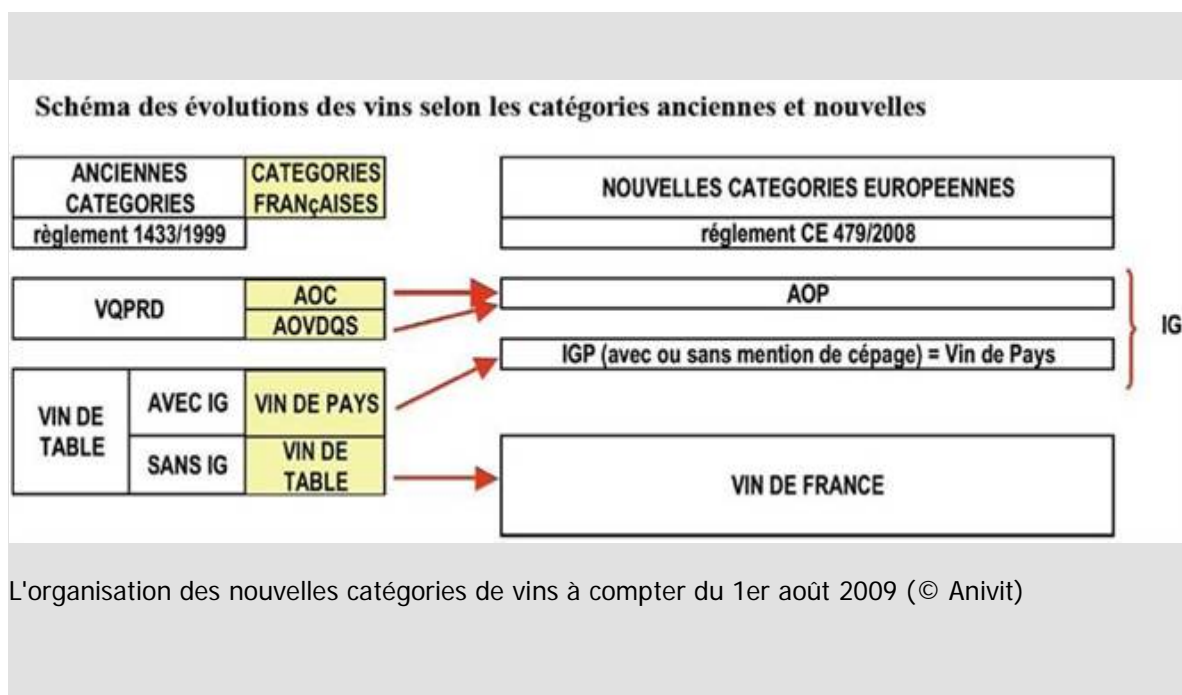 Schéma des évolutions des vins selon les catégories anciennes et nouvelles
ANCIENNES
CATEGORIES
CATEGORIES
FRANçAISES
NOUVELLES CATEGORIES EUROPEENNES
règlement 1433/1999
réglement CE 479/2008
VQPRD
AOC
AOVDQS
AOP
IG
IGP (avec ou sans mention de cépage) = Vin de Pays
VIN DE
TABLE
AVEC IG
VIN DE PAYS
SANS IG
VIN DE
TABLE
VIN DE FRANCE
L'organisation des nouvelles catégories de vins à compter du 1er août 2009 (© Anivit)